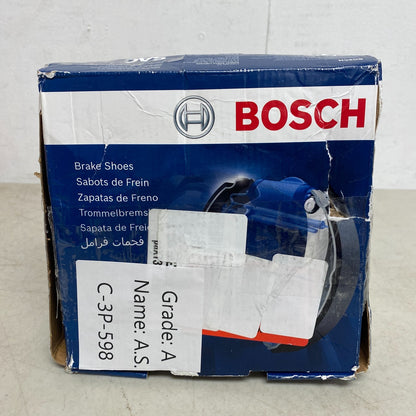 BOSCH
Brake Shoes
Sabots de Frein
Zapatas de Freno
Trommelbrems
Sapata de Frei
فحمات فرامل
Grade: A
Name: A.S.
C-3P-598